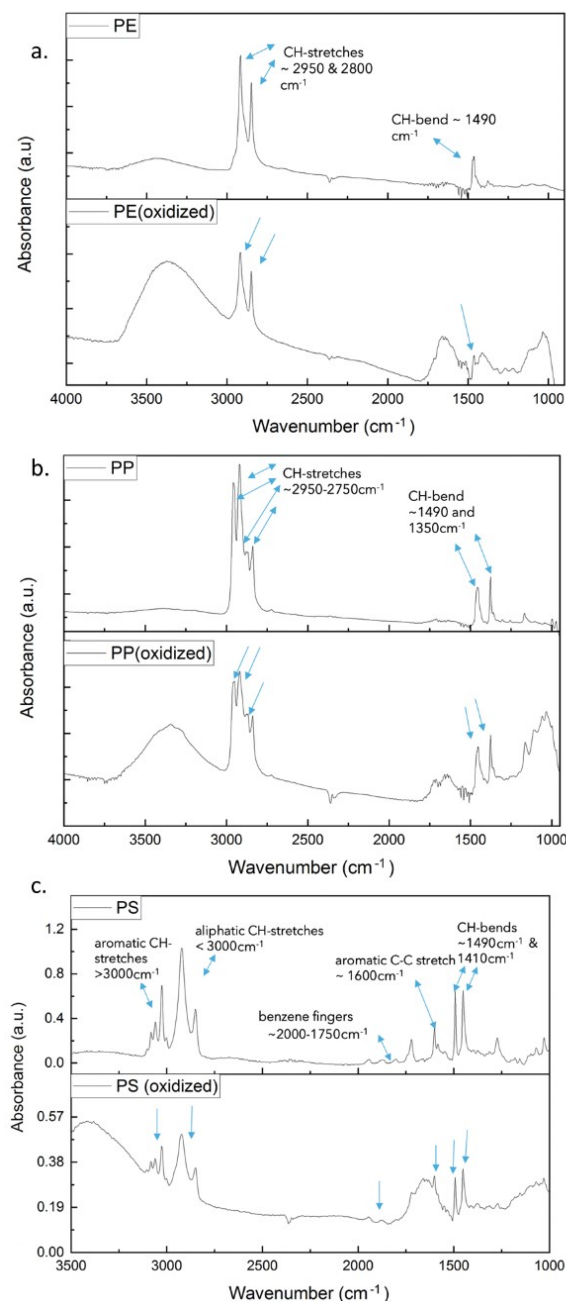 a.
PE
CH-stretches
~ 2950 & 2800
cm-1
CH-bend ~ 1490
cm-1
PE(oxidized)
Absorbance (a.u)
4000 3500 3000 2500 2000 1500 1000
Wavenumber (cm-1)
b.
PP
CH-stretches
~2950-2750cm-1
CH-bend
~1490 and
1350cm-1
PP(oxidized)
Absorbance (a.u.)
4000 3500 3000 2500 2000 1500 1000
Wavenumber (cm-1)
c.
PS
1.2
0.8
0.4
0.0
aromatic CH-
stretches
>3000cm-1
aliphatic CH-stretches
< 3000cm-1
benzene fingers
~2000-1750cm-1
aromatic C-C stretch
~ 1600cm-1
CH-bends
~1490cm-1 &
1410cm-1
PS (oxidized)
0.57
0.38
0.19
0.00
Absorbance (a.u.)
3500 3000 2500 2000 1500 1000
Wavenumber (cm-1)